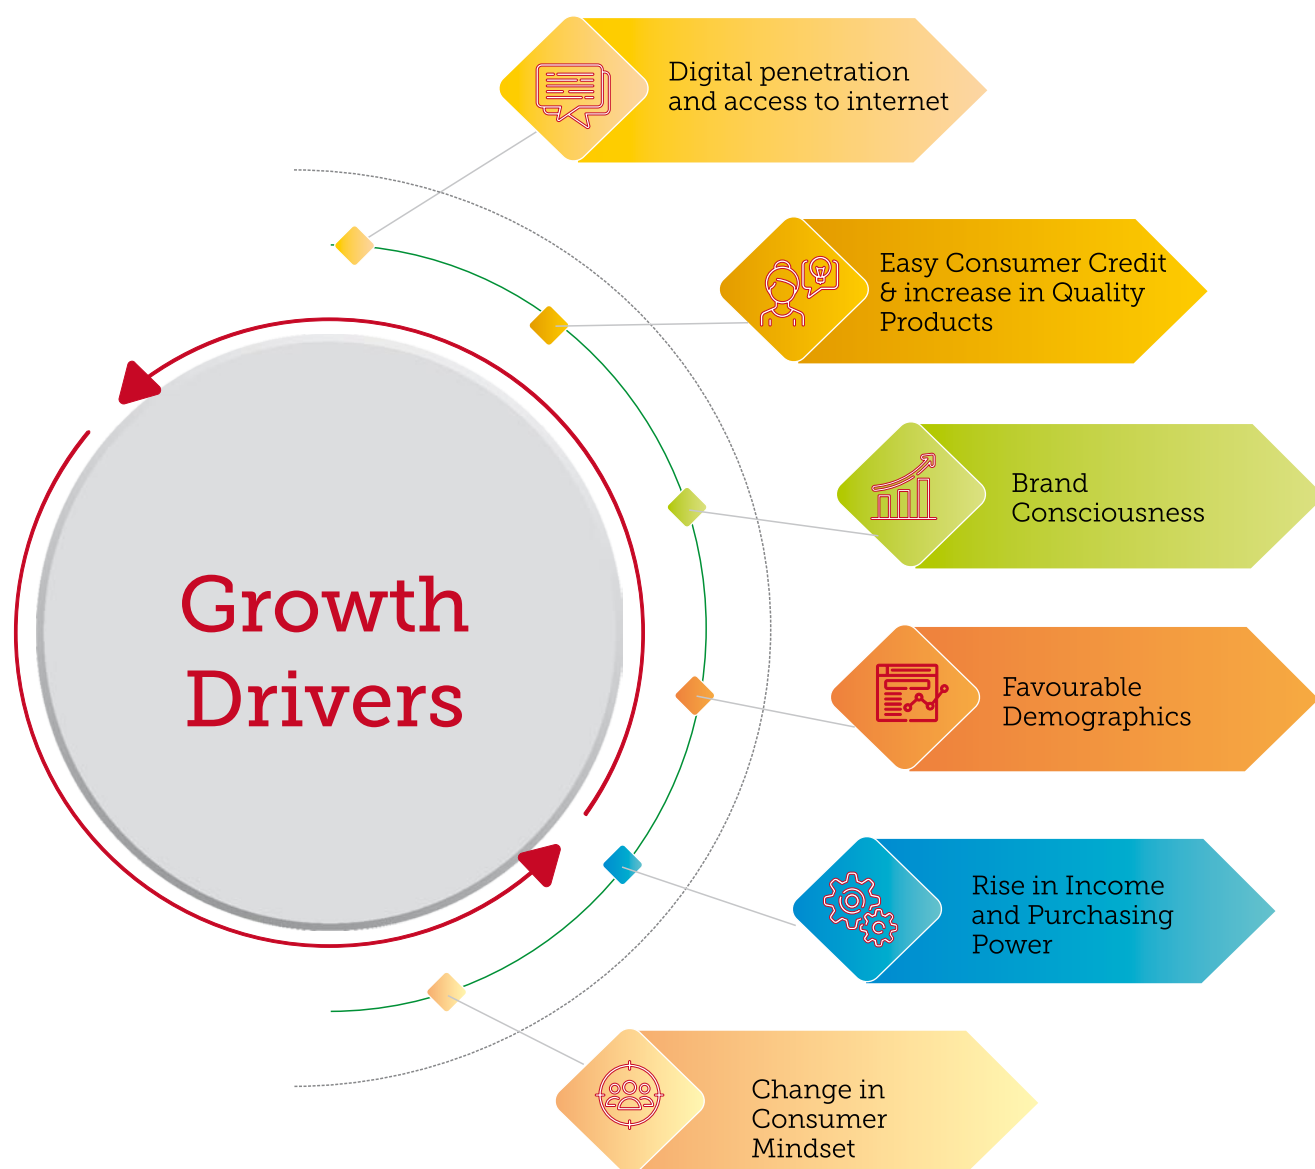 Digital penetration
and access to internet
Easy Consumer Credit
& increase in Quality
Products
Brand
Consciousness
Growth
Drivers
Favourable
Demographics
Rise in Income
and Purchasing
Power
Change in
Consumer
Mindset